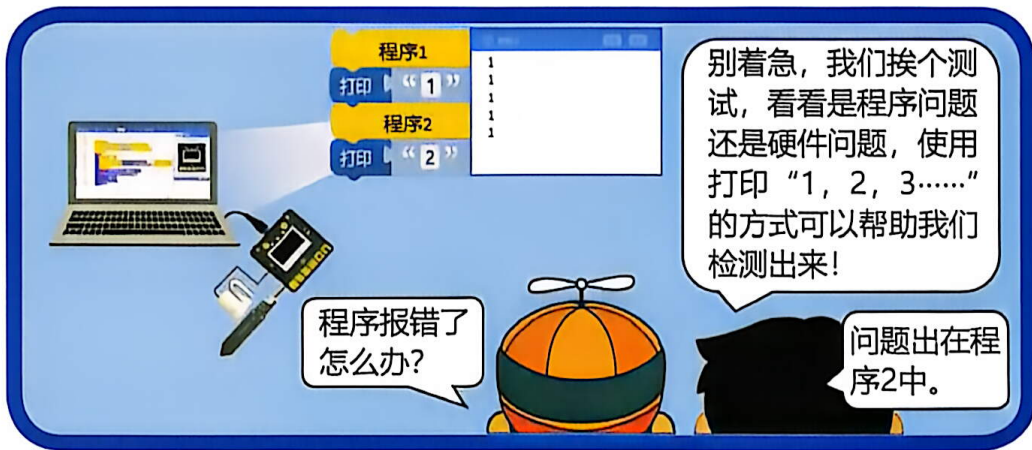 程序1
打印 “1”
程序2
打印 “2”
1
1
1
1
1
别着急，我们挨个测
试，看看是程序问题
还是硬件问题，使用
打印“1，2，3……”
的方式可以帮助我们
检测出来！
程序报错了
怎么办？
问题出在程
序2中。